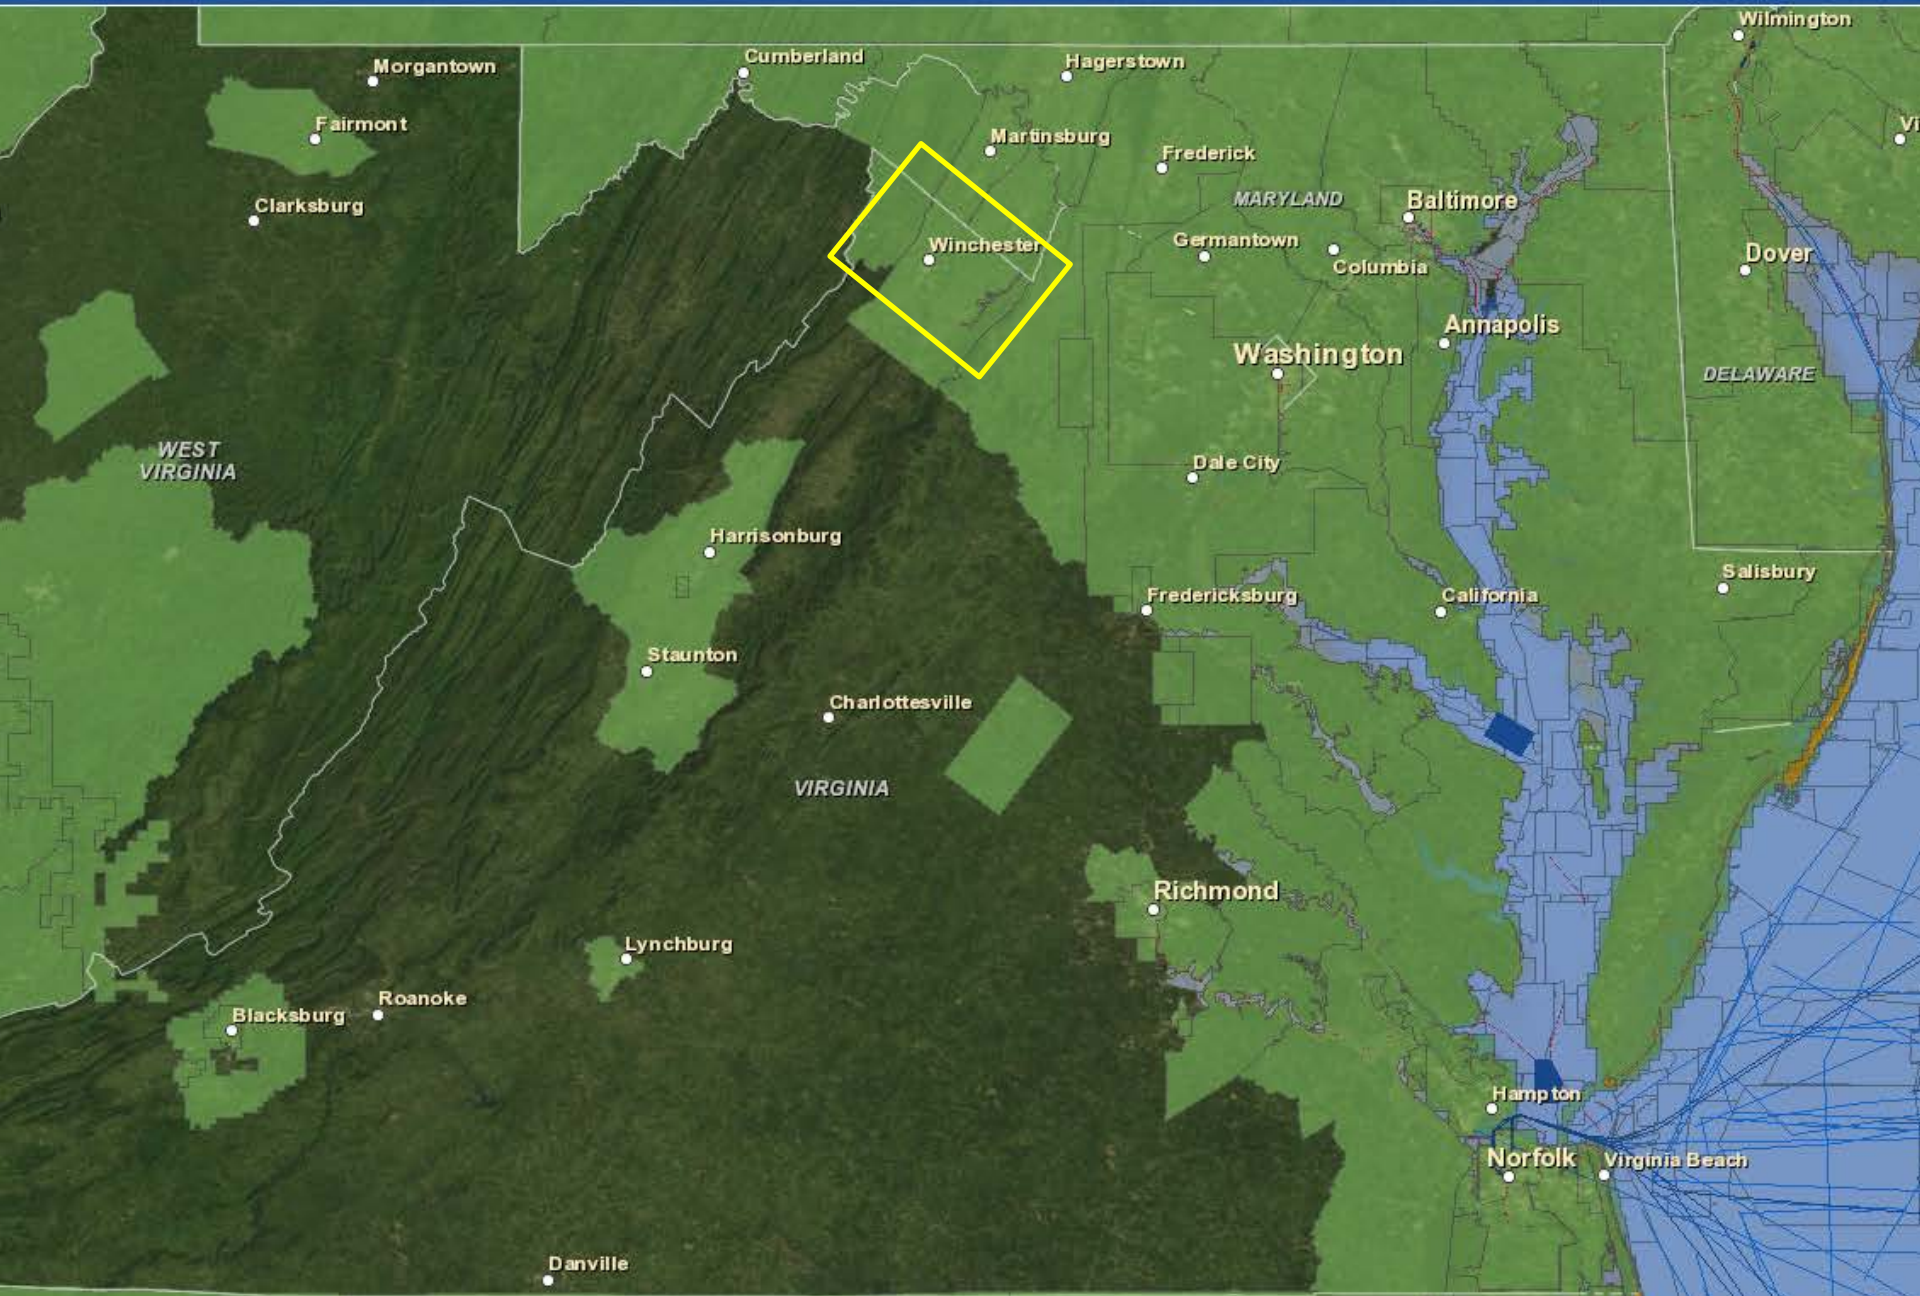 Wilmington
Morgantown
Cumberland
Hagerstown
Fairmont
Martinsburg
Frederick
Vi
Clarksburg
MARYLAND
Baltimore
Winchester
Germantown
Columbia
Dover
Annapolis
Washington
DELAWARE
WEST
VIRGINIA
Dale City
Harrisonburg
Fredericksburg
California
Salisbury
Staunton
Charlottesville
VIRGINIA
Richmond
Lynchburg
Roanoke
Blacksburg
Hampton
Norfolk
Virginia Beach
Danville